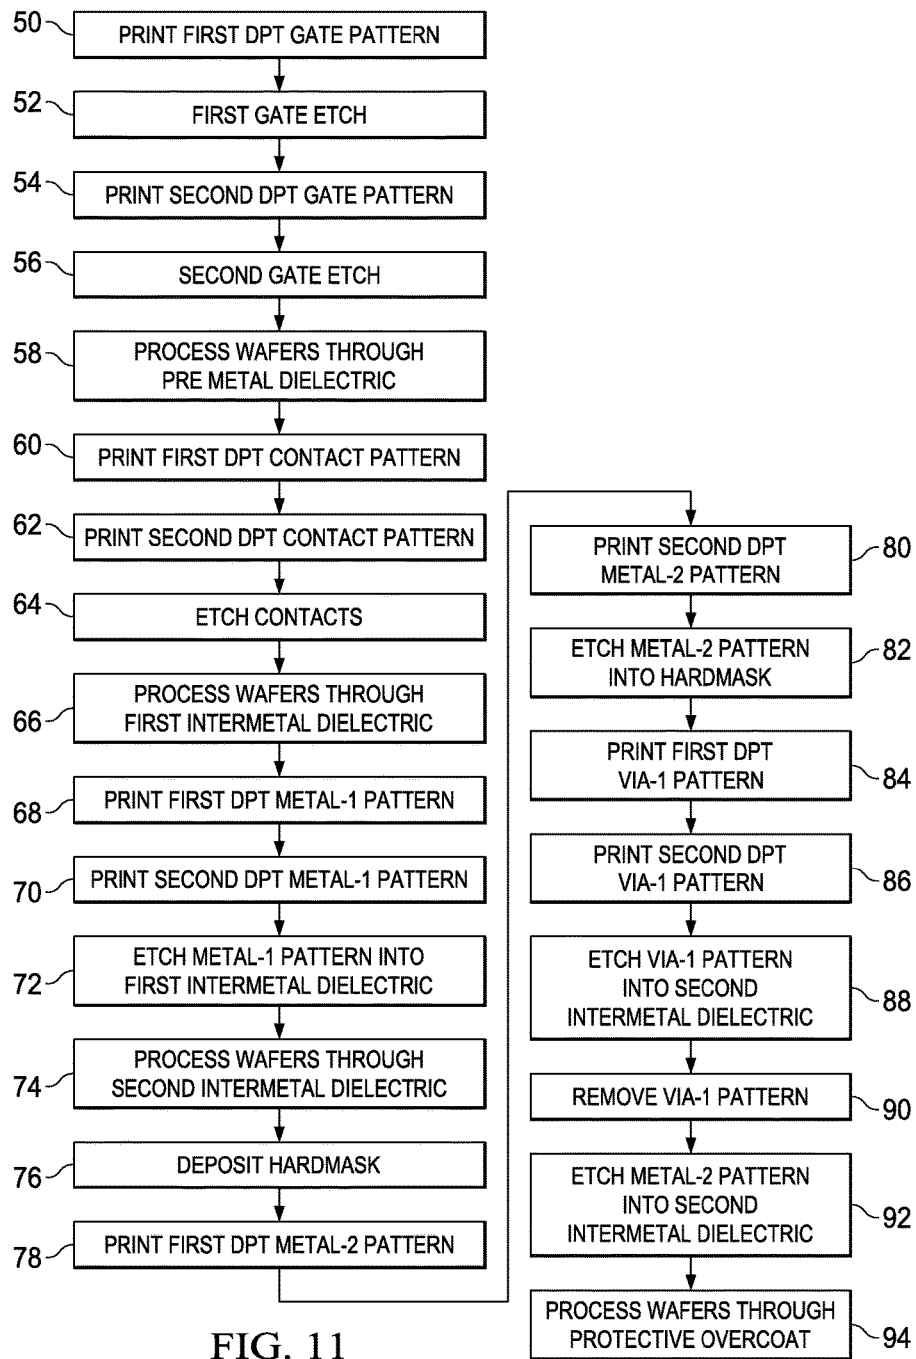 50
PRINT FIRST DPT GATE PATTERN
52
FIRST GATE ETCH
54
PRINT SECOND DPT GATE PATTERN
56
SECOND GATE ETCH
58
PROCESS WAFERS THROUGH
PRE METAL DIELECTRIC
60
PRINT FIRST DPT CONTACT PATTERN
62
PRINT SECOND DPT CONTACT PATTERN
64
ETCH CONTACTS
66
PROCESS WAFERS THROUGH
FIRST INTERMETAL DIELECTRIC
68
PRINT FIRST DPT METAL-1 PATTERN
70
PRINT SECOND DPT METAL-1 PATTERN
72
ETCH METAL-1 PATTERN INTO
FIRST INTERMETAL DIELECTRIC
74
PROCESS WAFERS THROUGH
SECOND INTERMETAL DIELECTRIC
76
DEPOSIT HARDMASK
78
PRINT FIRST DPT METAL-2 PATTERN
PRINT SECOND DPT
METAL-2 PATTERN
80
ETCH METAL-2 PATTERN
INTO HARDMASK
82
PRINT FIRST DPT
VIA-1 PATTERN
84
PRINT SECOND DPT
VIA-1 PATTERN
86
ETCH VIA-1 PATTERN
INTO SECOND
INTERMETAL DIELECTRIC
88
REMOVE VIA-1 PATTERN
90
ETCH METAL-2 PATTERN
INTO SECOND
INTERMETAL DIELECTRIC
92
PROCESS WAFERS THROUGH
PROTECTIVE OVERCOAT
94
FIG. 11